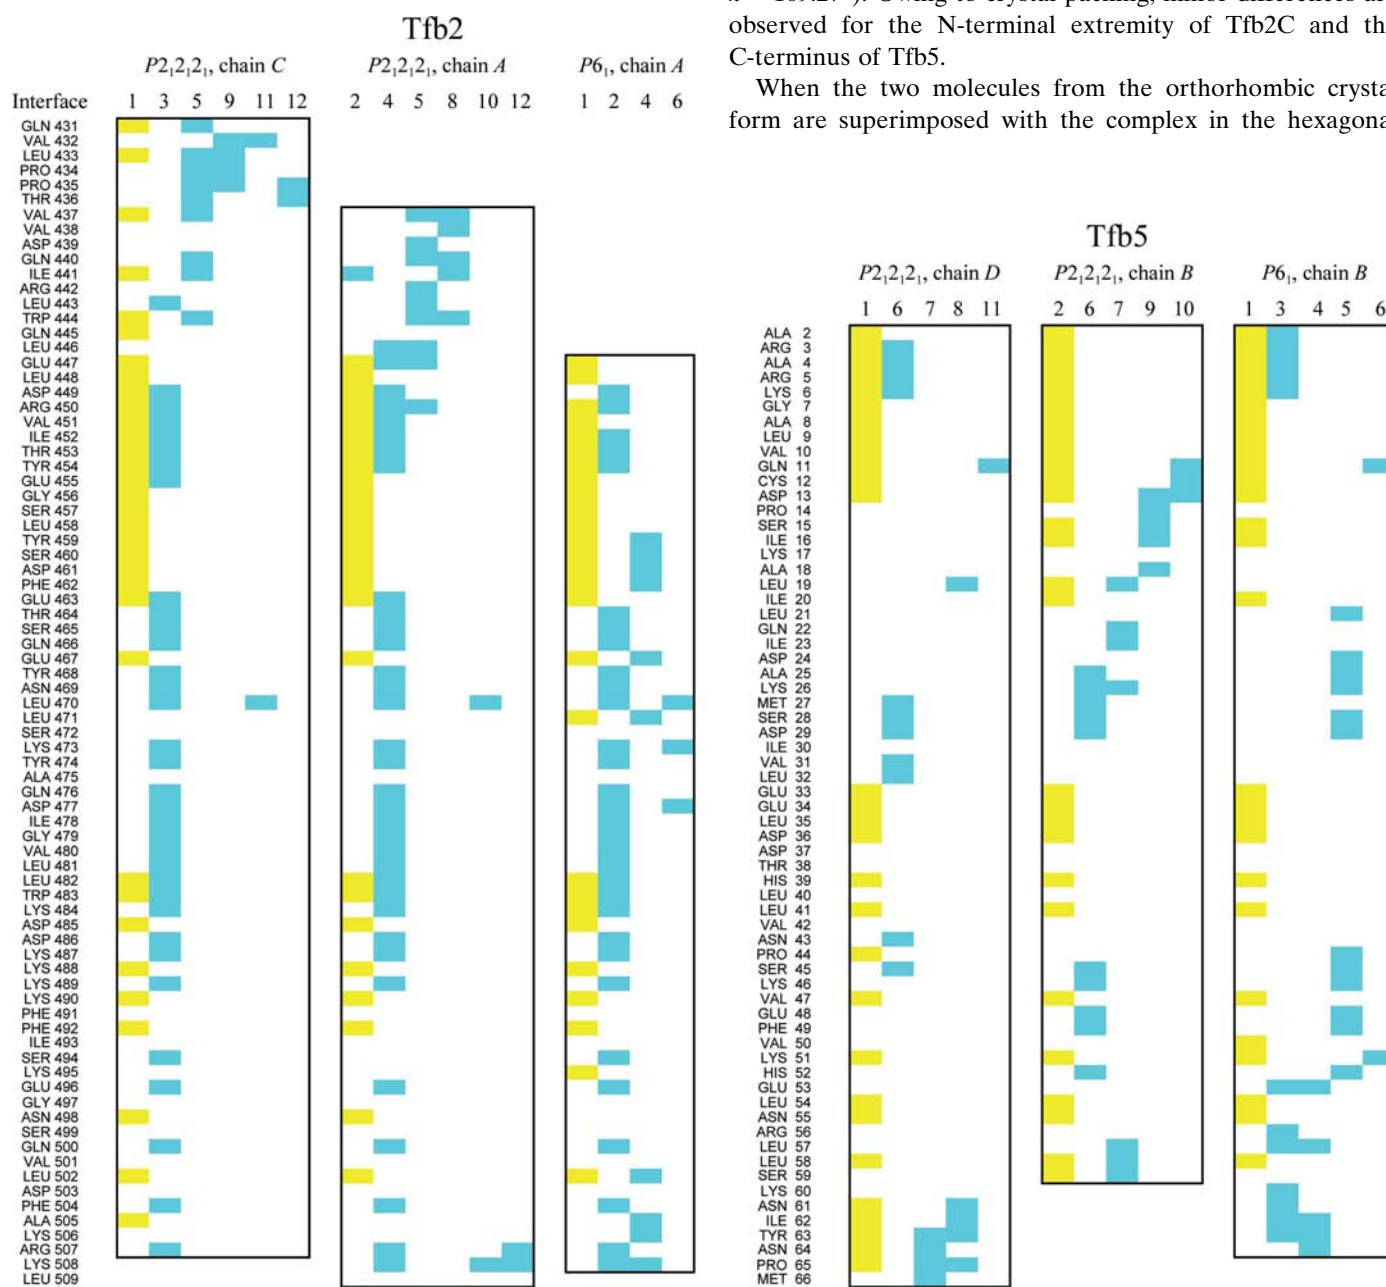 λ = 169.27°). Owing to crystal packing, minor differences are
observed for the N-terminal extremity of Tfb2C and the
C-terminus of Tfb5.
When the two molecules from the orthorhombic crysta
form are superimposed with the complex in the hexagona
Tfb2
P2₁2₁2₁, chain C P2₁2₁2₁, chain A P6₁, chain A
Interface 1 3 5 9 11 12 2 4 5 8 10 12 1 2 4 6
GLN 431
VAL 432
LEU 433
PRO 434
PRO 435
THR 436
VAL 437
VAL 438
ASP 439
GLN 440
ILE 441
ARG 442
LEU 443
TRP 444
GLN 445
LEU 446
GLU 447
LEU 448
ASP 449
ARG 450
VAL 451
ILE 452
THR 453
TYR 454
GLU 455
GLY 456
SER 457
LEU 458
TYR 459
SER 460
ASP 461
PHE 462
GLU 463
THR 464
SER 465
GLN 466
GLU 467
TYR 468
ASN 469
LEU 470
LEU 471
SER 472
LYS 473
TYR 474
ALA 475
GLN 476
ASP 477
ILE 478
GLY 479
VAL 480
LEU 481
LEU 482
TRP 483
LYS 484
ASP 485
ASP 486
LYS 487
LYS 488
LYS 489
LYS 490
PHE 491
PHE 492
ILE 493
SER 494
LYS 495
GLU 496
GLY 497
ASN 498
SER 499
GLN 500
VAL 501
LEU 502
ASP 503
PHE 504
ALA 505
LYS 506
ARG 507
LYS 508
LEU 509
Tfb5
P2₁2₁2₁, chain D P2₁2₁2₁, chain B P6₁, chain B
1 6 7 8 11 2 6 7 9 10 1 3 4 5 6
ALA 2
ARG 3
ALA 4
ARG 5
LYS 6
GLY 7
ALA 8
LEU 9
VAL 10
GLN 11
CYS 12
ASP 13
PRO 14
SER 15
ILE 16
LYS 17
ALA 18
LEU 19
ILE 20
LEU 21
GLN 22
ILE 23
ASP 24
ALA 25
LYS 26
MET 27
SER 28
ASP 29
ILE 30
VAL 31
LEU 32
GLU 33
GLU 34
LEU 35
ASP 36
ASP 37
THR 38
HIS 39
LEU 40
LEU 41
VAL 42
ASN 43
PRO 44
SER 45
LYS 46
VAL 47
GLU 48
PHE 49
VAL 50
LYS 51
HIS 52
GLU 53
LEU 54
ASN 55
ARG 56
LEU 57
LEU 58
SER 59
LYS 60
ASN 61
ILE 62
TYR 63
ASN 64
PRO 65
MET 66